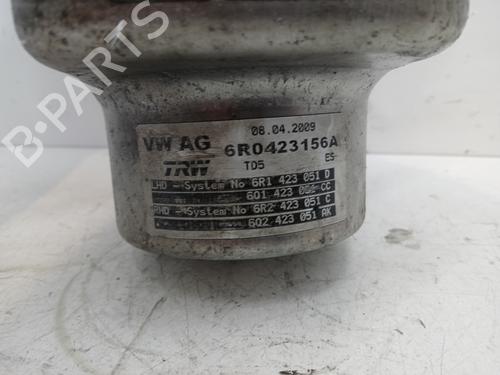 B-PARTS
08.04.2009
VW AG 6R0423156A
TRW TD5 ES
LHD - System No 6R1 423 051 D
6Q1 423 051 CC
RHD - System No 6R2 423 051 C
6Q2 423 051 AK